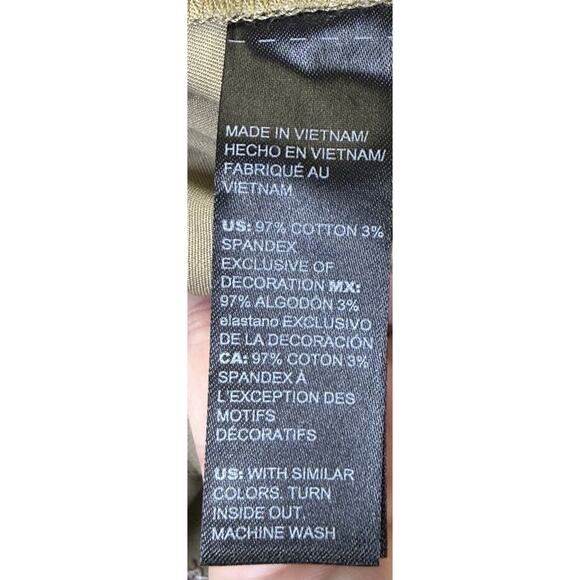 MADE IN VIETNAM/
HECHO EN VIETNAM/
FABRIQUÉ AU
VIETNAM
US: 97% COTTON 3%
SPANDEX
EXCLUSIVE OF
DECORATION MX:
97% ALGODÓN 3%
elastano EXCLUSIVO
DE LA DECORACIÓN
CA: 97% COTON 3%
SPANDEX À
L'EXCEPTION DES
MOTIFS
DÉCORATIFS
US: WITH SIMILAR
COLORS. TURN
INSIDE OUT.
MACHINE WASH